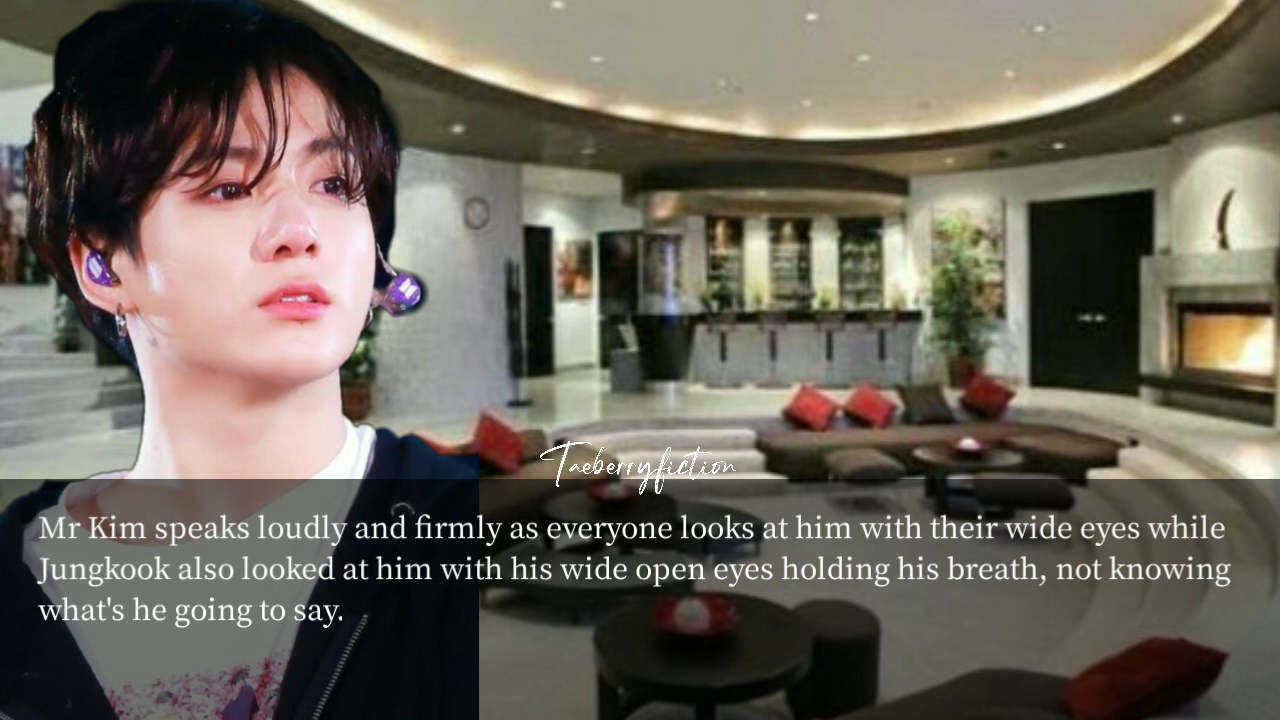 Taeberryfiction
Mr Kim speaks loudly and firmly as everyone looks at him with their wide eyes while
Jungkook also looked at him with his wide open eyes holding his breath, not knowing
what's he going to say.